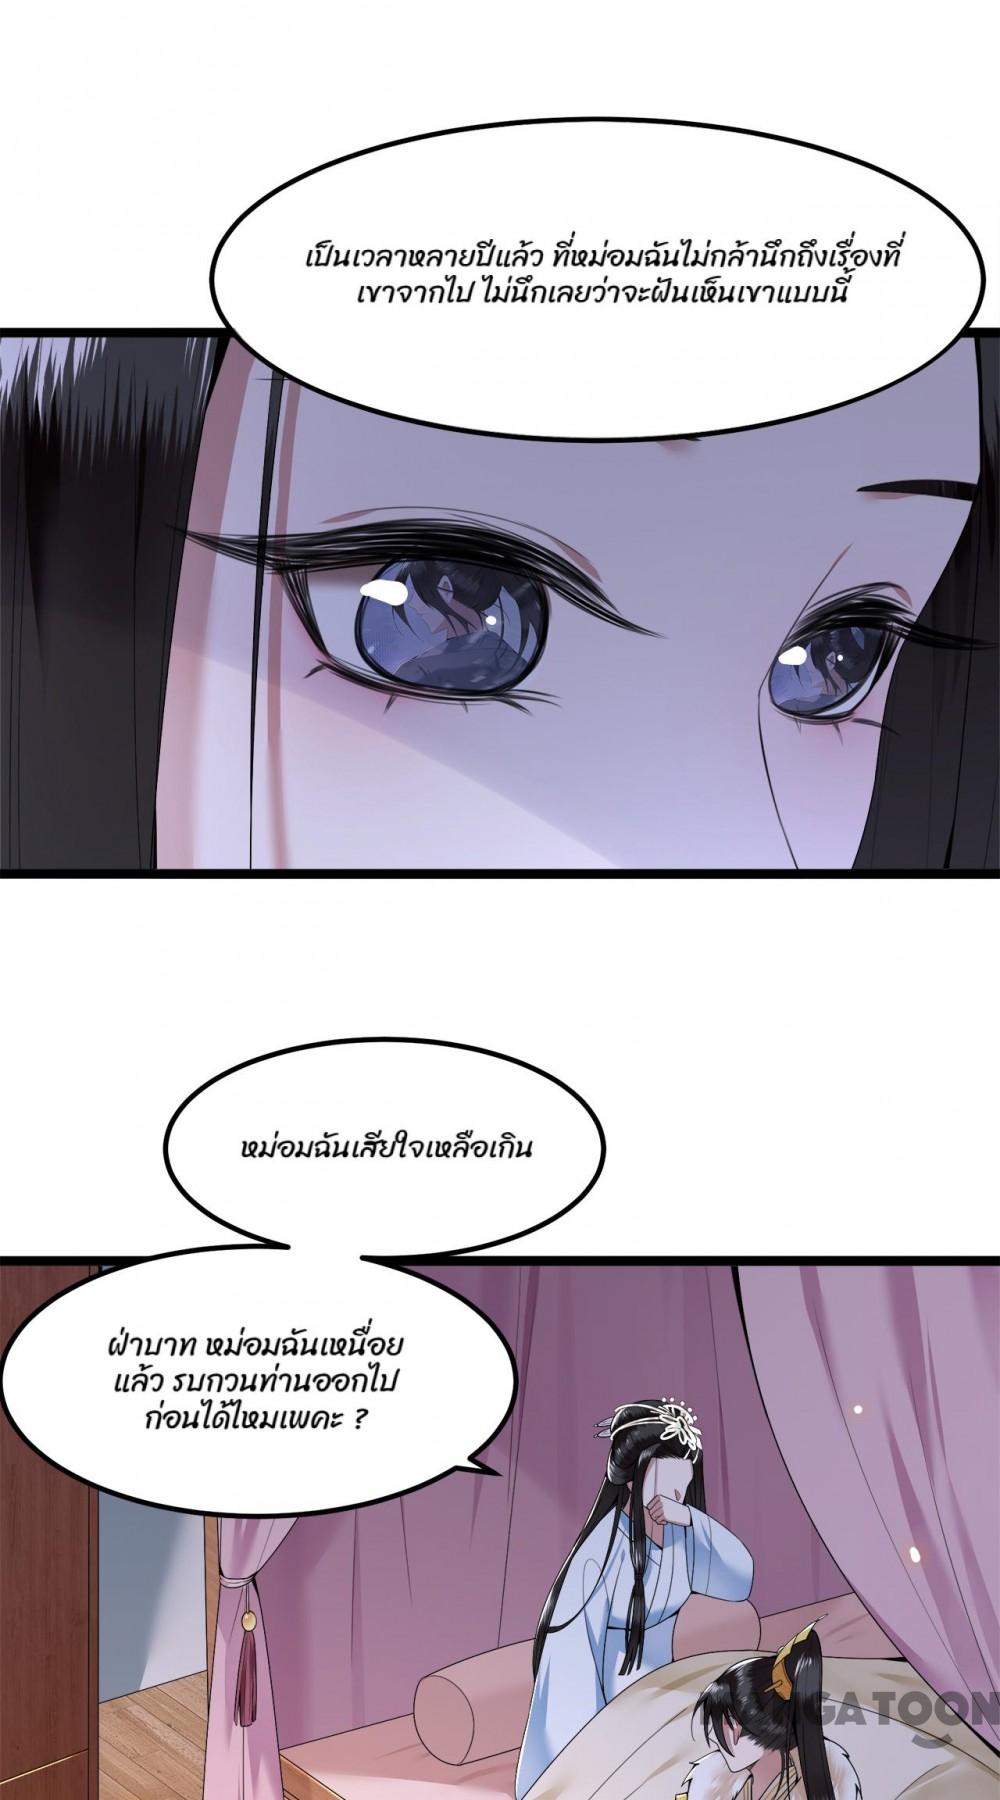 เป็นเวลาหลายปีแล้ว ที่หม่อมฉันไม่กล้านึกถึงเรื่องที่
เขาจากไป ไม่นึกเลยว่าจะฝันเห็นเขาแบบนี้
หม่อมฉันเสียใจเหลือเกิน
ฝ่าบาท หม่อมฉันเหนื่อย
แล้ว รบกวนท่านออกไป
ก่อนได้ไหมเพคะ ?
MANGATOON